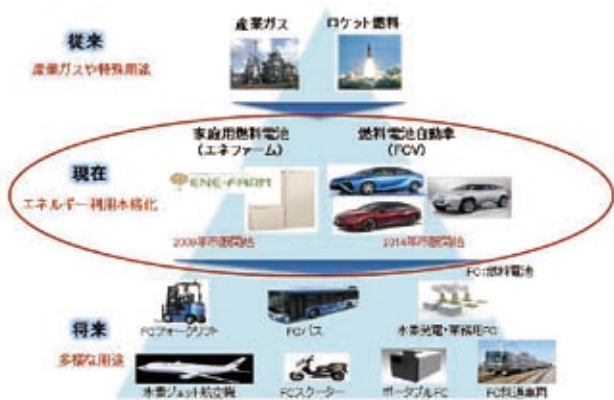 従来
産業ガスや特殊用途
産業ガス
ロケット燃料
現在
エネルギー利用本格化
家庭用燃料電池
(エネファーム)
ENE・FARM
2009年市販開始
燃料電池自動車
(FCV)
2014年市販開始
FC:燃料電池
将来
多様な用途
FCフォークリフト
FCバス
水素発電・業務用FC
水素ジェット航空機
FCスクーター
ポータブルFC
FC鉄道車両